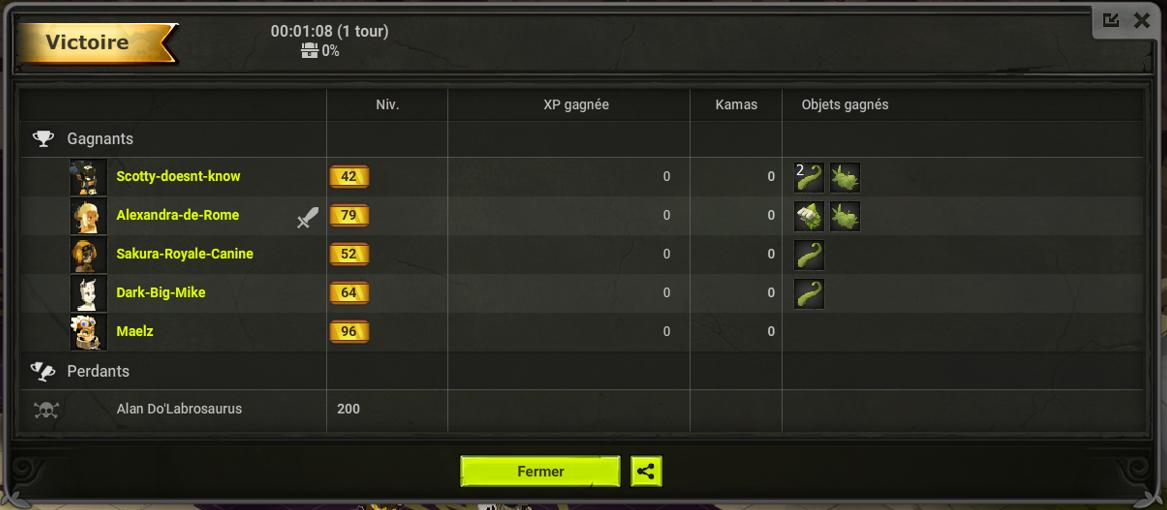 Victoire
00:01:08 (1 tour)
0%
Niv. XP gagnée Kamas Objets gagnés
Gagnants
Scotty-doesnt-know 42 0 0 2
Alexandra-de-Rome 79 0 0
Sakura-Royale-Canine 52 0 0
Dark-Big-Mike 64 0 0
Maelz 96 0 0
Perdants
Alan Do'Labrosaurus 200
Fermer